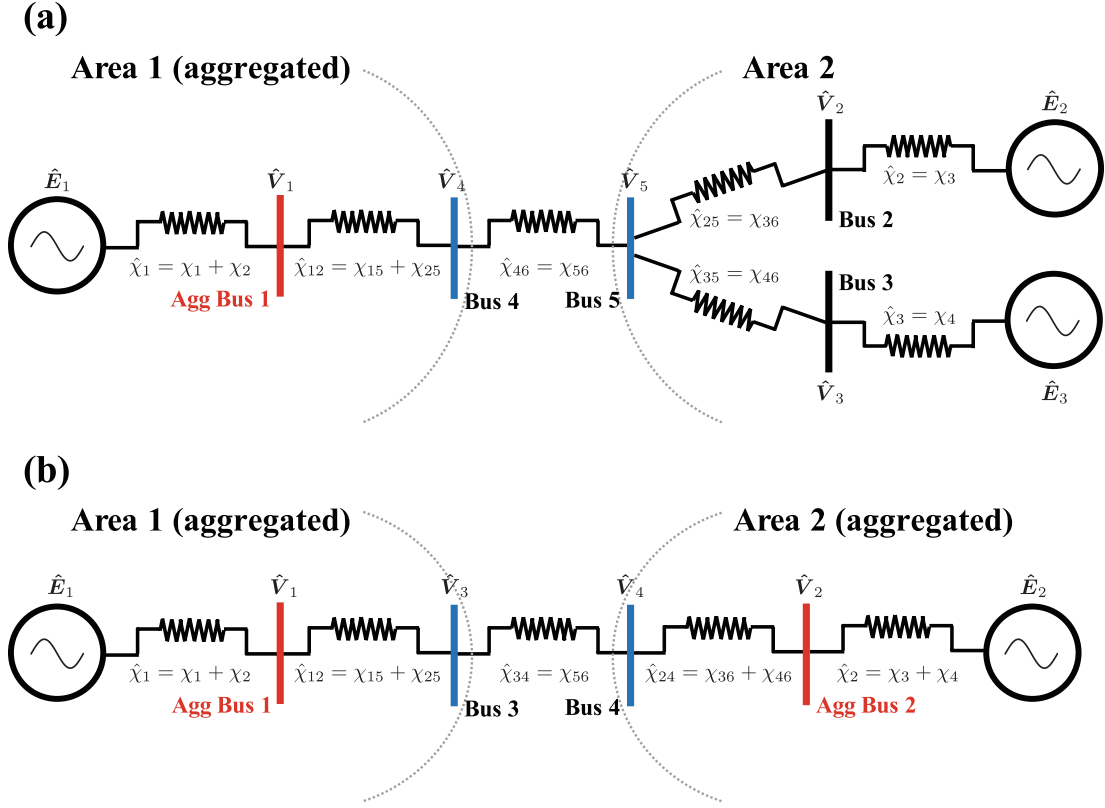 (a)
Area 1 (aggregated)
Area 2
Ê₁
V̂₁
V̂₄
V̂₅
V̂₂
Ê₂
χ̂₁ = χ₁ + χ₂
χ̂₁₂ = χ₁₅ + χ₂₅
χ̂₄₆ = χ₅₆
χ̂₂₅ = χ₃₆
χ̂₂ = χ₃
Bus 2
Agg Bus 1
Bus 4
Bus 5
χ̂₃₅ = χ₄₆
Bus 3
χ̂₃ = χ₄
V̂₃
Ê₃
(b)
Area 1 (aggregated)
Area 2 (aggregated)
Ê₁
V̂₁
V̂₃
V̂₄
V̂₂
Ê₂
χ̂₁ = χ₁ + χ₂
χ̂₁₂ = χ₁₅ + χ₂₅
χ̂₃₄ = χ₅₆
χ̂₂₄ = χ₃₆ + χ₄₆
χ̂₂ = χ₃ + χ₄
Agg Bus 1
Bus 3
Bus 4
Agg Bus 2